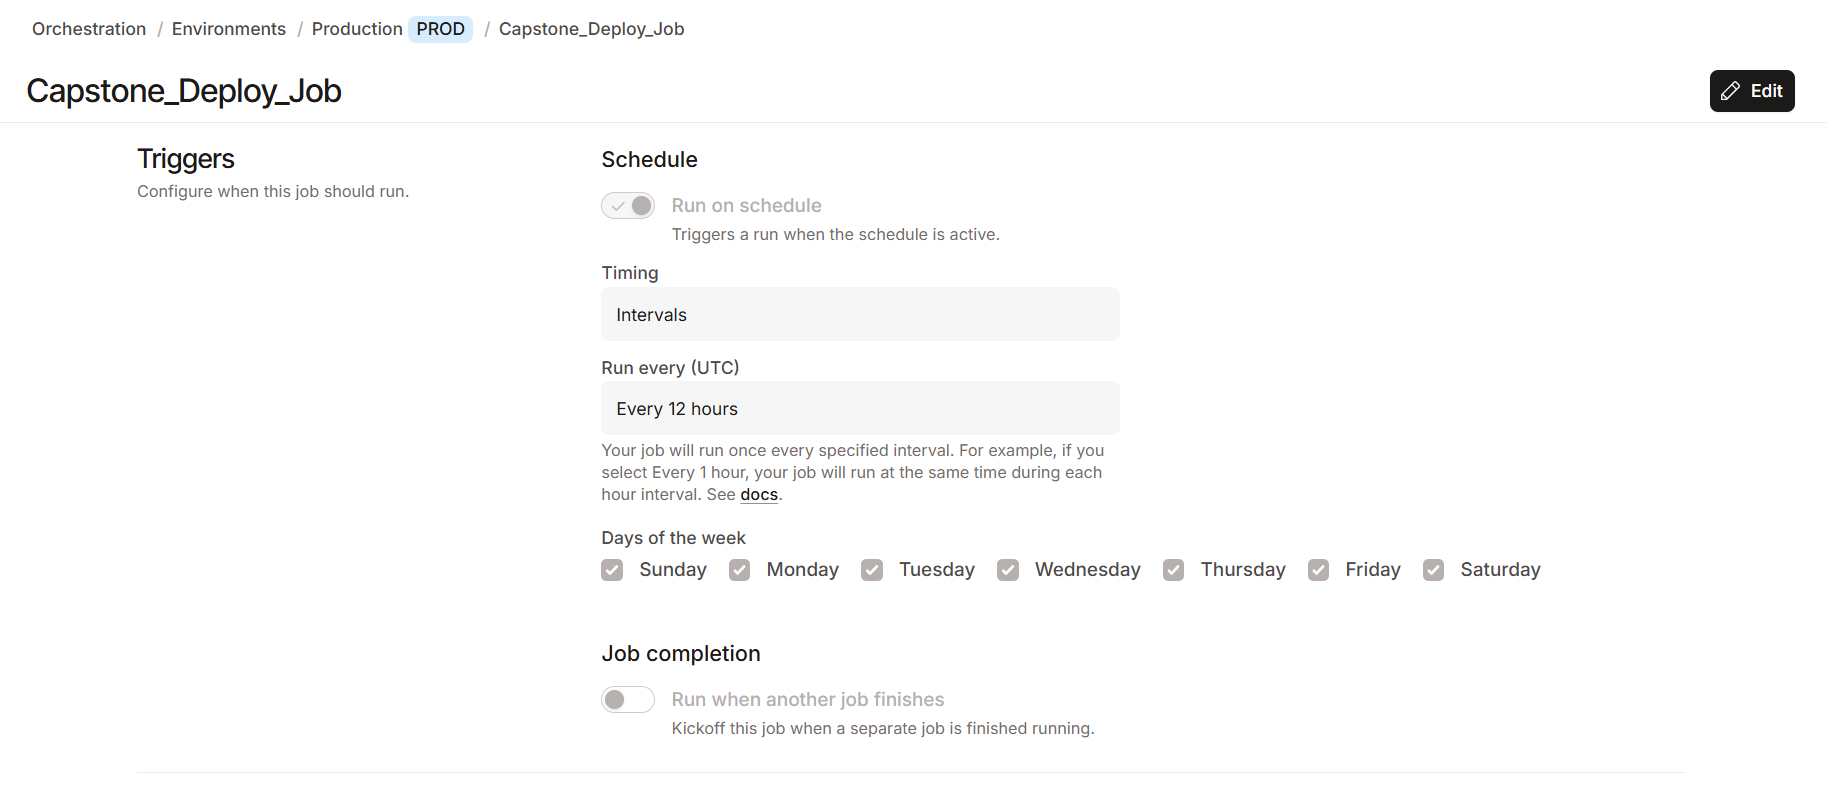 Orchestration / Environments / Production PROD / Capstone_Deploy_Job
Capstone_Deploy_Job
Edit
Triggers
Configure when this job should run.
Schedule
Run on schedule
Triggers a run when the schedule is active.
Timing
Intervals
Run every (UTC)
Every 12 hours
Your job will run once every specified interval. For example, if you
select Every 1 hour, your job will run at the same time during each
hour interval. See docs.
Days of the week
Sunday Monday Tuesday Wednesday Thursday Friday Saturday
Job completion
Run when another job finishes
Kickoff this job when a separate job is finished running.